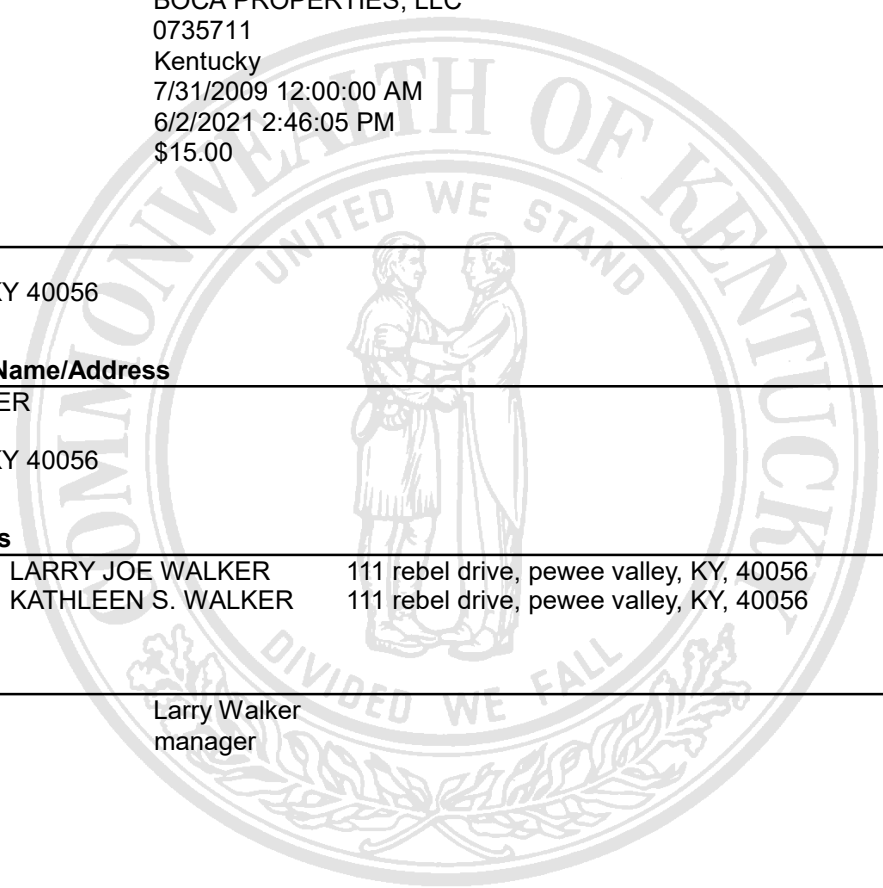 BOCA PROPERTIES, LLC
0735711
Kentucky
7/31/2009 12:00:00 AM
6/2/2021 2:46:05 PM
$15.00
COMMONWEALTH OF KENTUCKY
UNITED WE STAND
KY 40056
Name/Address
ER
KY 40056
s
LARRY JOE WALKER 111 rebel drive, pewee valley, KY, 40056
KATHLEEN S. WALKER 111 rebel drive, pewee valley, KY, 40056
DIVIDED WE FALL
Larry Walker
manager